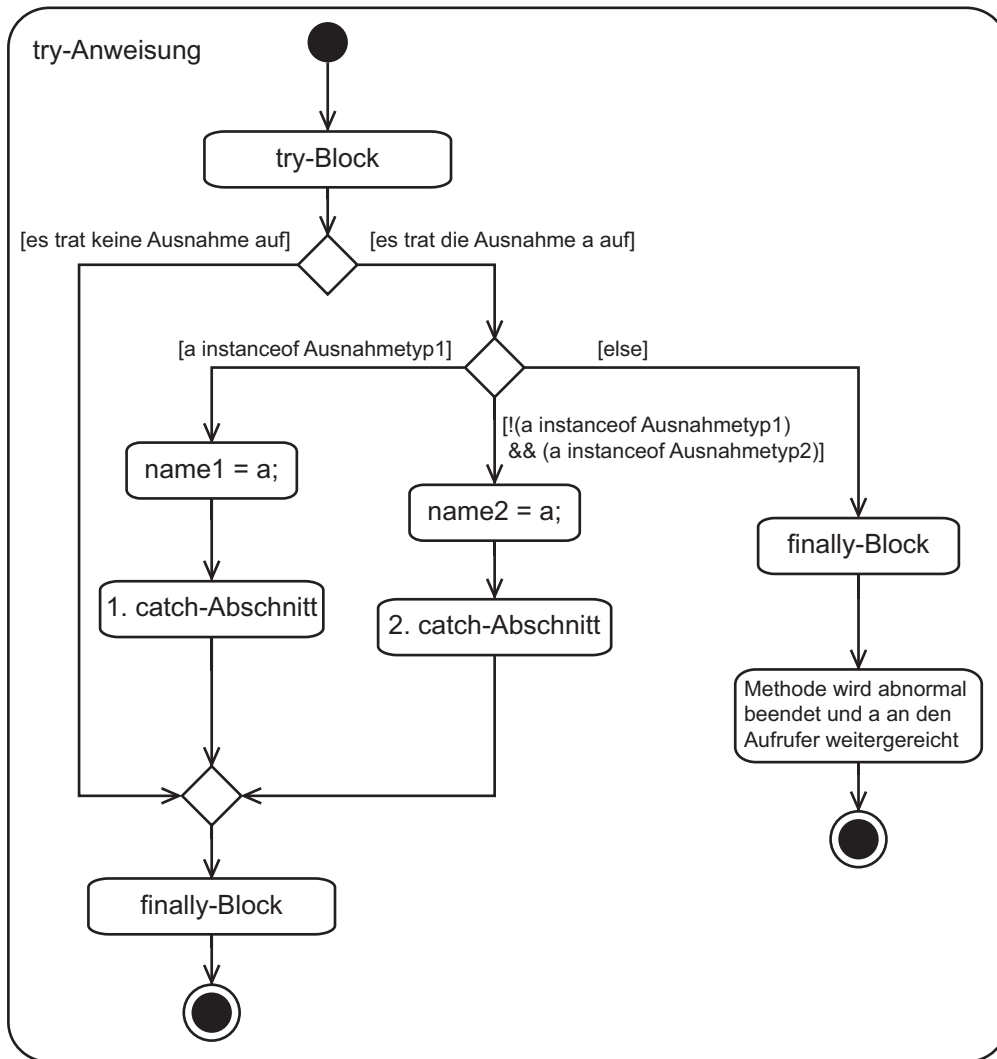 try-Anweisung
try-Block
[es trat keine Ausnahme auf]
[es trat die Ausnahme a auf]
[a instanceof Ausnahmetyp1]
[else]
[!(a instanceof Ausnahmetyp1)
&& (a instanceof Ausnahmetyp2)]
name1 = a;
name2 = a;
finally-Block
1. catch-Abschnitt
2. catch-Abschnitt
Methode wird abnormal
beendet und a an den
Aufrufer weitergereicht
finally-Block